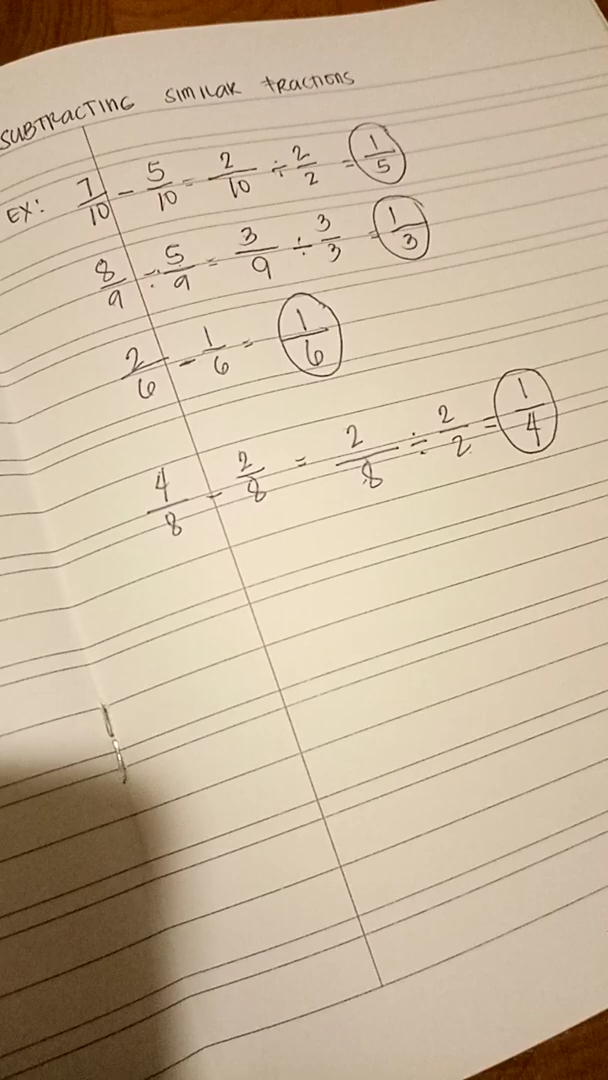 SUBTRACTING SIMILAR FRACTIONS
EX: 7/10 - 5/10 = 2/10 ÷ 2/2 = 1/5
8/9 ÷ 5/9 = 3/9 ÷ 3/3 = 1/3
2/6 - 1/6 = 1/6
4/8 - 2/8 = 2/8 ÷ 2/2 = 1/4